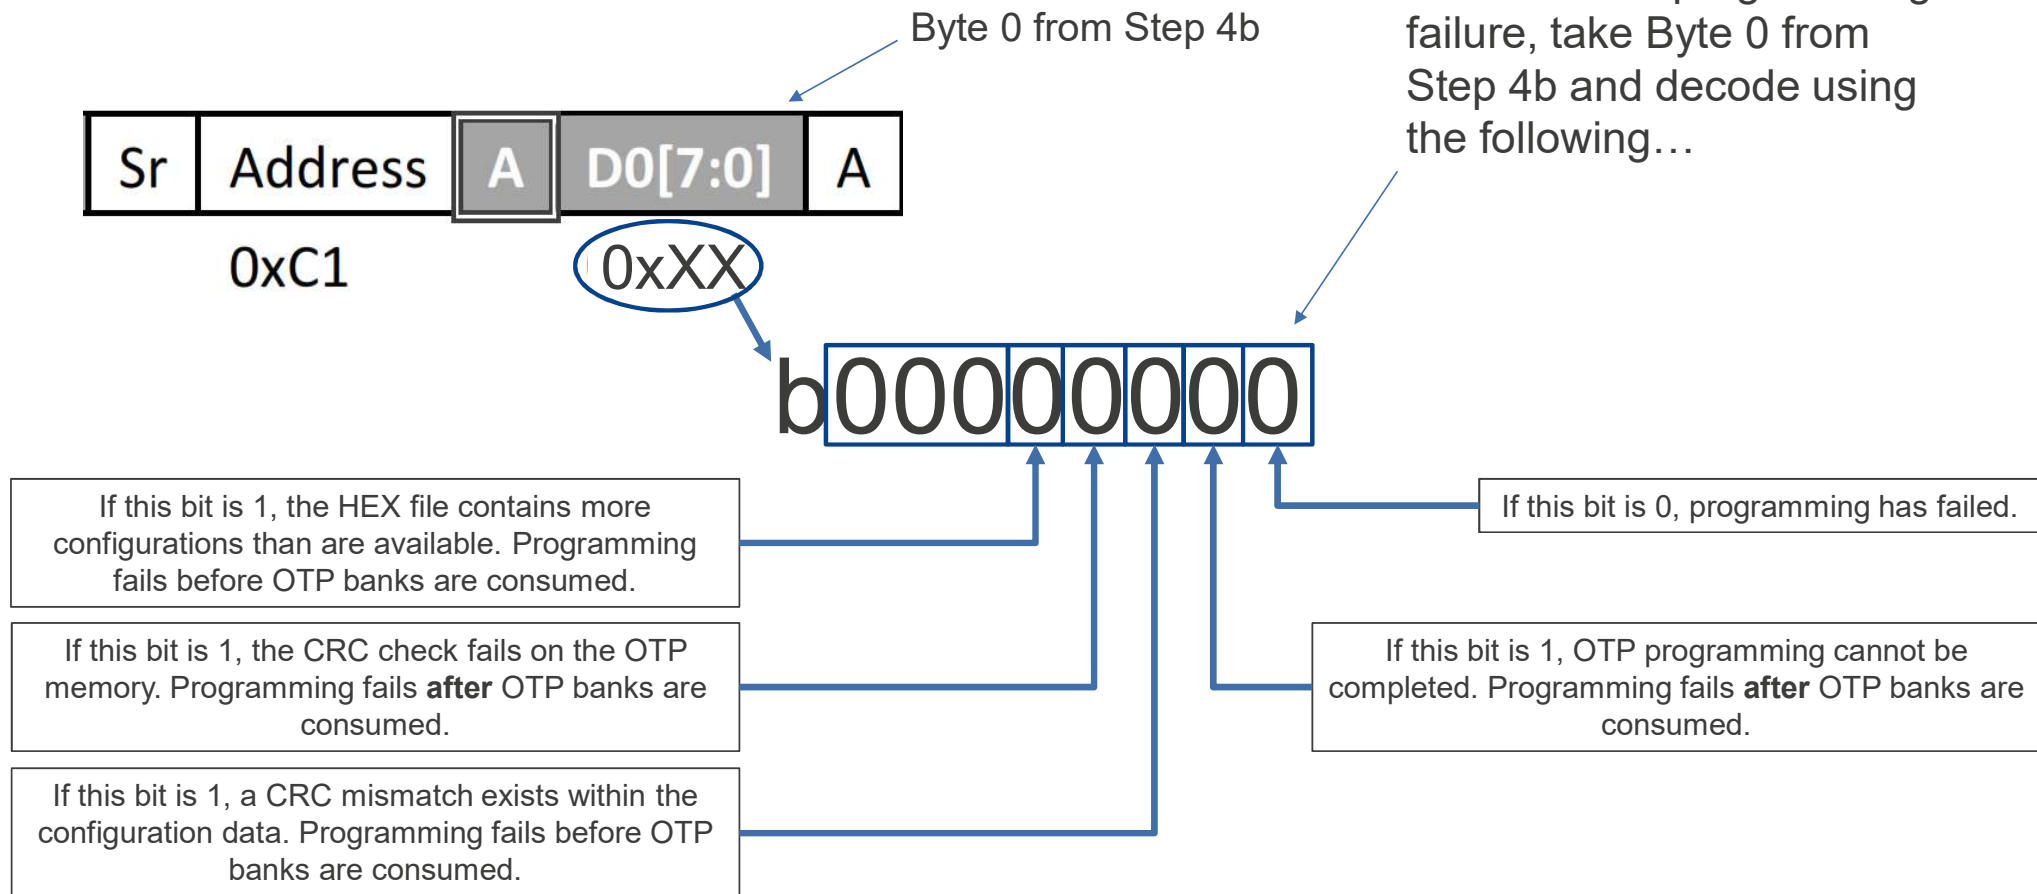 Byte 0 from Step 4b
failure, take Byte 0 from
Step 4b and decode using
the following…
Sr Address A D0[7:0] A
0xC1 0xXX
b00000000
If this bit is 1, the HEX file contains more
configurations than are available. Programming
fails before OTP banks are consumed.
If this bit is 0, programming has failed.
If this bit is 1, the CRC check fails on the OTP
memory. Programming fails after OTP banks are
consumed.
If this bit is 1, OTP programming cannot be
completed. Programming fails after OTP banks are
consumed.
If this bit is 1, a CRC mismatch exists within the
configuration data. Programming fails before OTP
banks are consumed.